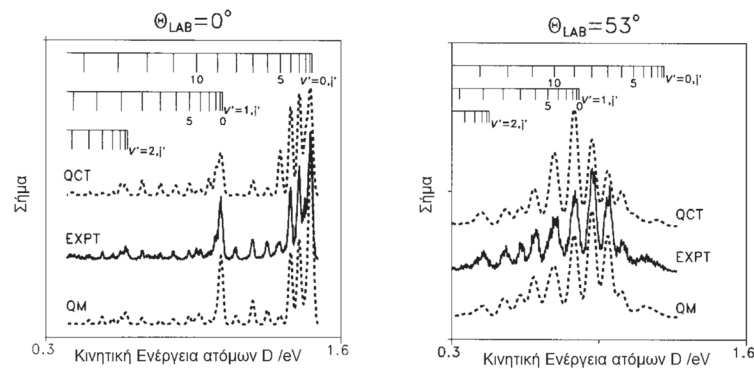 Θ_LAB=0°
10
5
v'=0,j'
5
0
v'=1,j'
v'=2,j'
QCT
EXPT
QM
Σήμα
0.3
1.6
Κινητική Ενέργεια ατόμων D /eV
Θ_LAB=53°
10
5
v'=0,j'
5
0
v'=1,j'
v'=2,j'
QCT
EXPT
QM
Σήμα
0.3
1.6
Κινητική Ενέργεια ατόμων D /eV